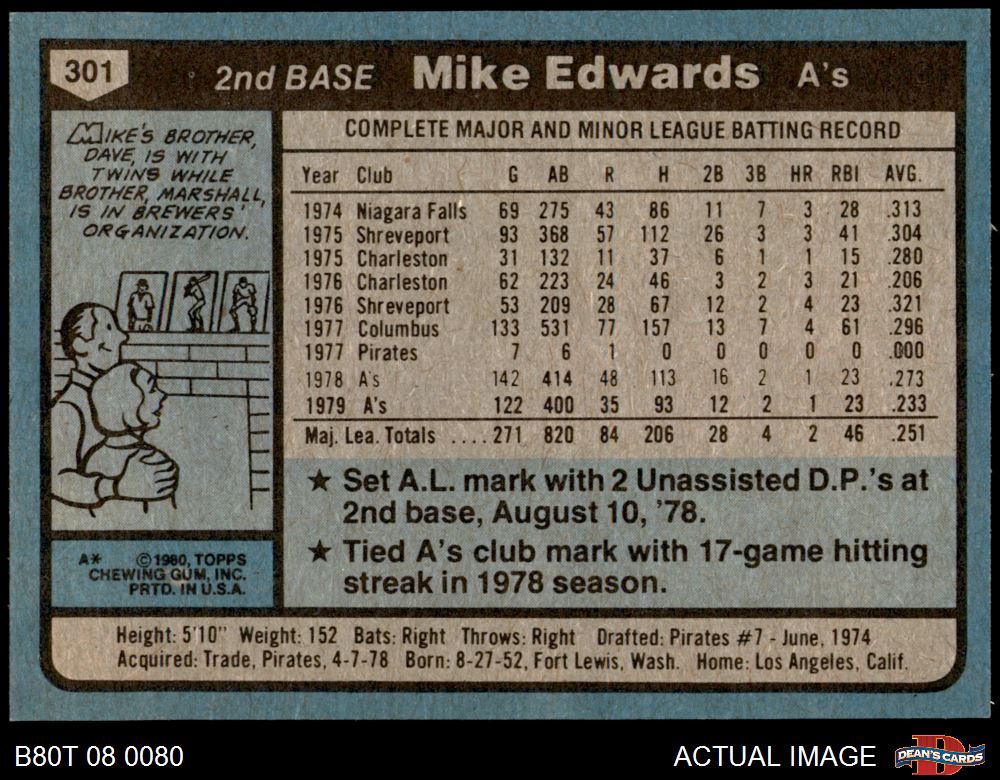 301 2nd BASE Mike Edwards A's
MIKE'S BROTHER,
DAVE, IS WITH
TWINS WHILE
BROTHER, MARSHALL,
IS IN BREWERS'
ORGANIZATION.
COMPLETE MAJOR AND MINOR LEAGUE BATTING RECORD
Year Club G AB R H 2B 3B HR RBI AVG.
1974 Niagara Falls 69 275 43 86 11 7 3 28 .313
1975 Shreveport 93 368 57 112 26 3 3 41 .304
1975 Charleston 31 132 11 37 6 1 1 15 .280
1976 Charleston 62 223 24 46 3 2 3 21 .206
1976 Shreveport 53 209 28 67 12 2 4 23 .321
1977 Columbus 133 531 77 157 13 7 4 61 .296
1977 Pirates 7 6 1 0 0 0 0 0 .000
1978 A's 142 414 48 113 16 2 1 23 .273
1979 A's 122 400 35 93 12 2 1 23 .233
Maj. Lea. Totals ....271 820 84 206 28 4 2 46 .251
★ Set A.L. mark with 2 Unassisted D.P.'s at
2nd base, August 10, '78.
★ Tied A's club mark with 17-game hitting
streak in 1978 season.
A* ©1980, TOPPS
CHEWING GUM, INC.
PRTD. IN U.S.A.
Height: 5'10" Weight: 152 Bats: Right Throws: Right Drafted: Pirates #7 - June, 1974
Acquired: Trade, Pirates, 4-7-78 Born: 8-27-52, Fort Lewis, Wash. Home: Los Angeles, Calif.
B80T 08 0080 ACTUAL IMAGE DEAN'S CARDS